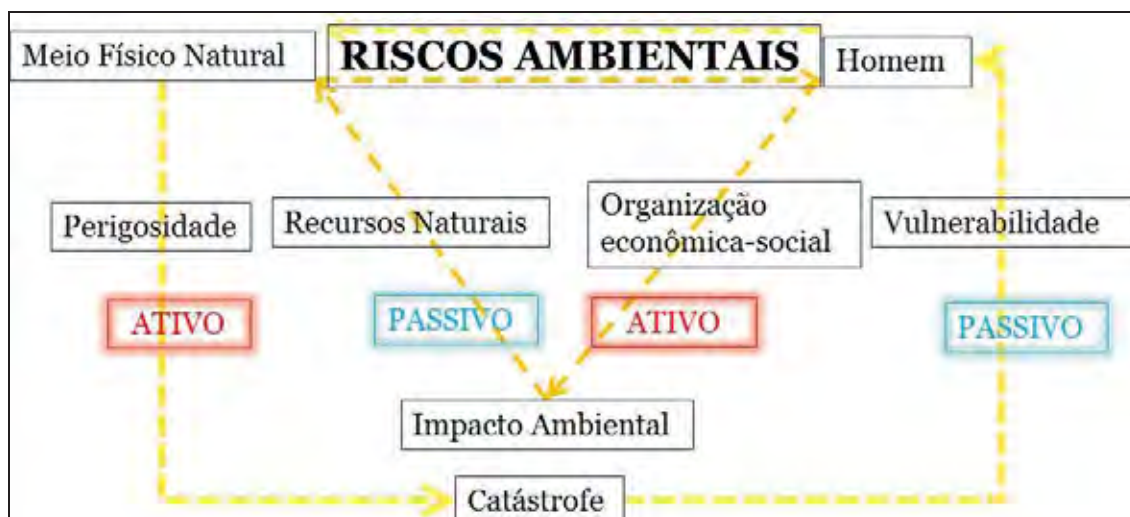 Meio Físico Natural
RISCOS AMBIENTAIS
Homem
Perigosidade
Recursos Naturais
Organização
econômica-social
Vulnerabilidade
ATIVO
PASSIVO
ATIVO
PASSIVO
Impacto Ambiental
Catástrofe